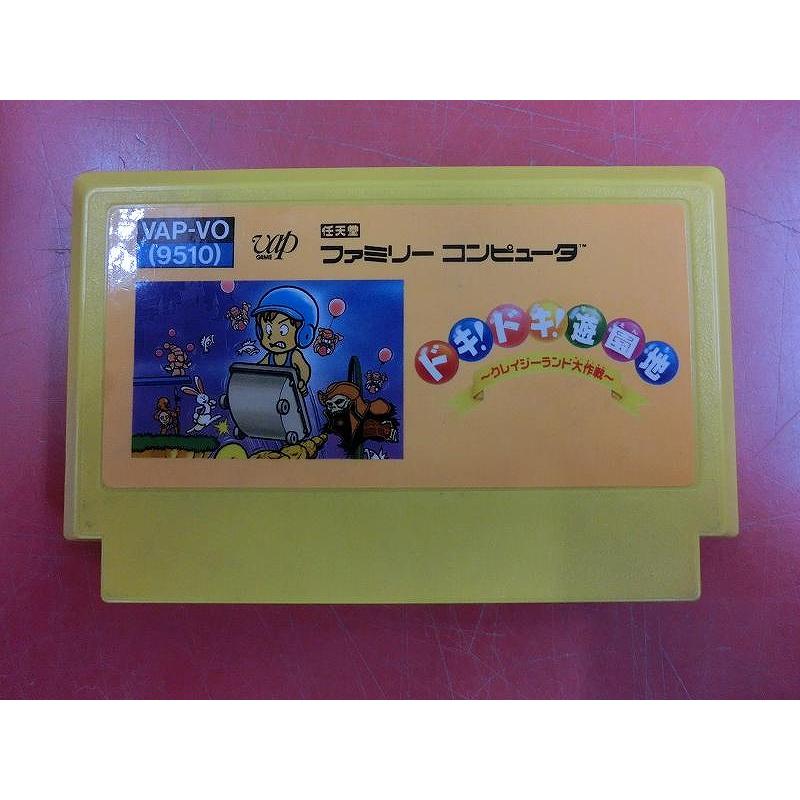 VAP-VO
(9510)
vap
GAME
任天堂
ファミリー コンピュータ™
ドキ!ドキ!遊園地
～クレイジーランド大作戦～